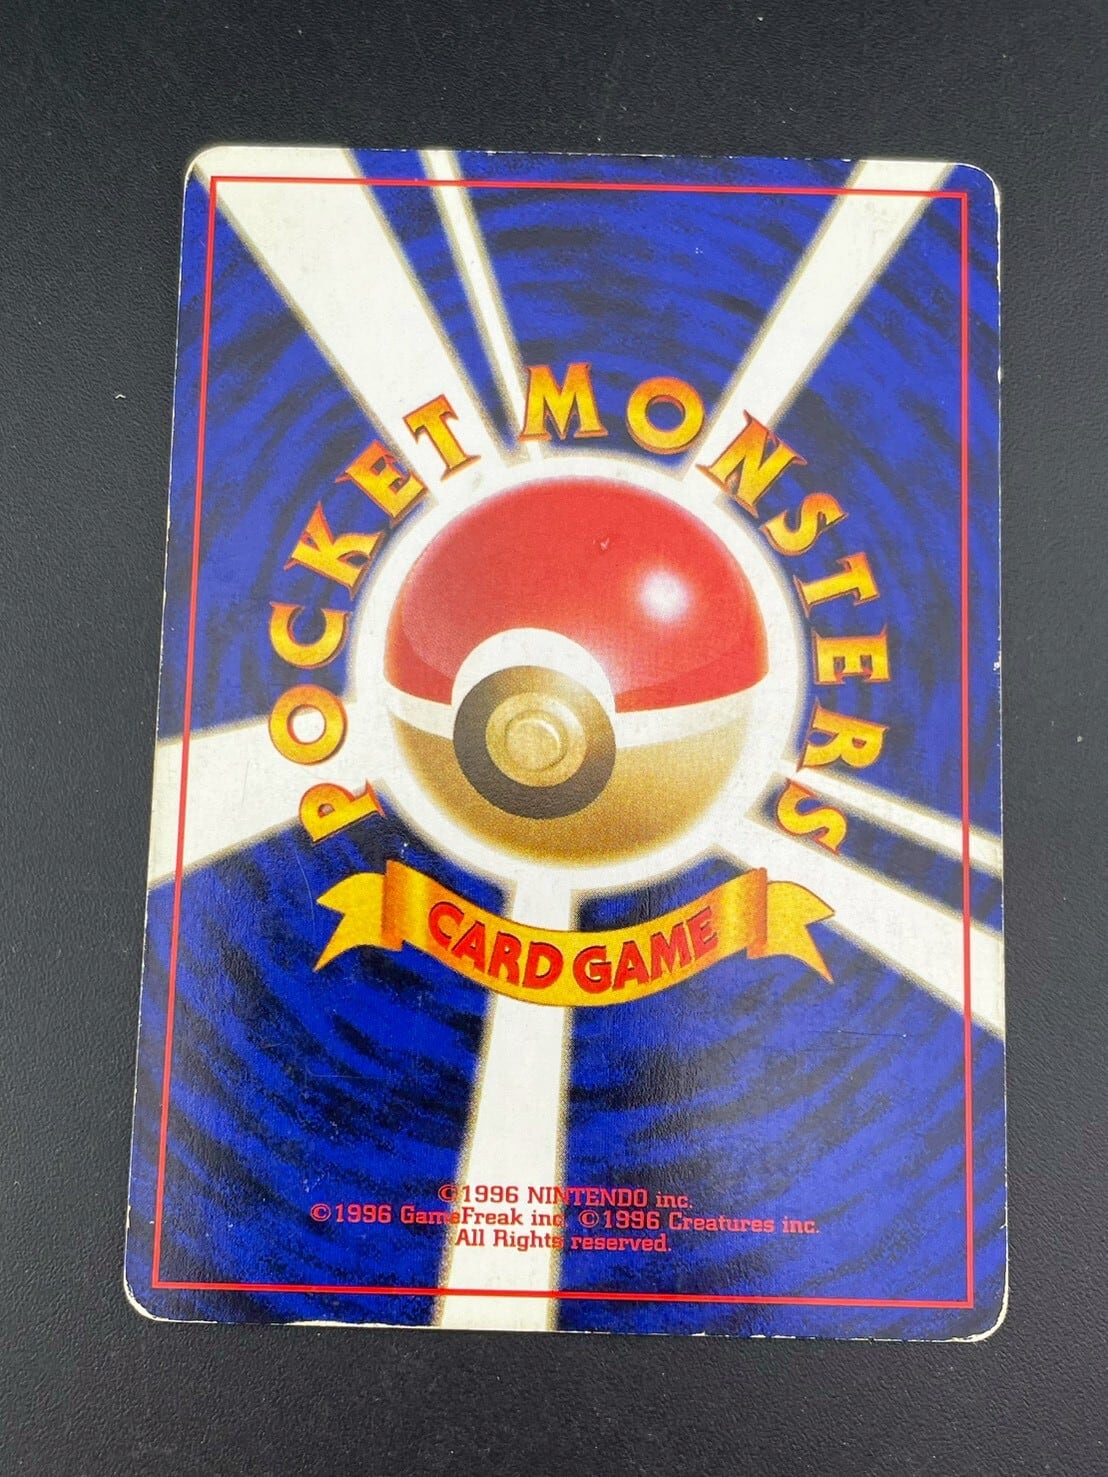 POCKET MONSTERS
CARD GAME
©1996 NINTENDO inc.
©1996 GameFreak inc. ©1996 Creatures inc.
All Rights reserved.